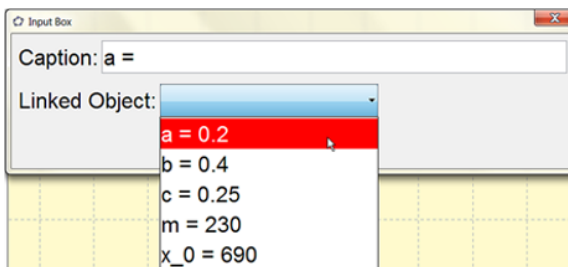 Input Box
Caption: a =
Linked Object:
a = 0.2
b = 0.4
c = 0.25
m = 230
x_0 = 690